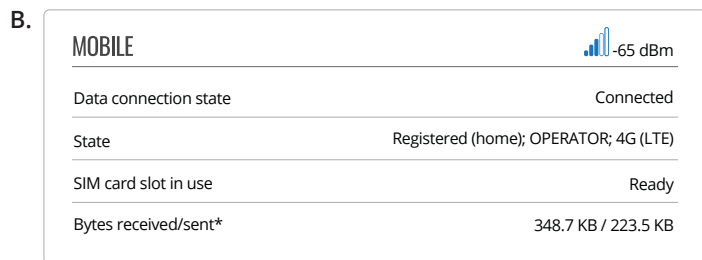 B.
MOBILE -65 dBm
Data connection state Connected
State Registered (home); OPERATOR; 4G (LTE)
SIM card slot in use Ready
Bytes received/sent* 348.7 KB / 223.5 KB